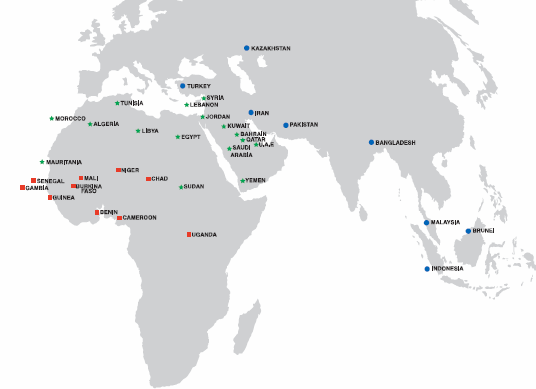 KAZAKHSTAN
TURKEY
SYRIA
TUNISIA
LEBANON
IRAN
MOROCCO
JORDAN
ALGERIA
KUWAIT
PAKISTAN
LIBYA
BAHRAIN
EGYPT
QATAR
U.A.E
BANGLADESH
SAUDI
ARABIA
MAURITANIA
NIGER
SENEGAL
MALI
CHAD
YEMEN
GAMBIA
BURKINA
FASO
SUDAN
GUINEA
BENIN
CAMEROON
MALAYSIA
UGANDA
BRUNEI
INDONESIA